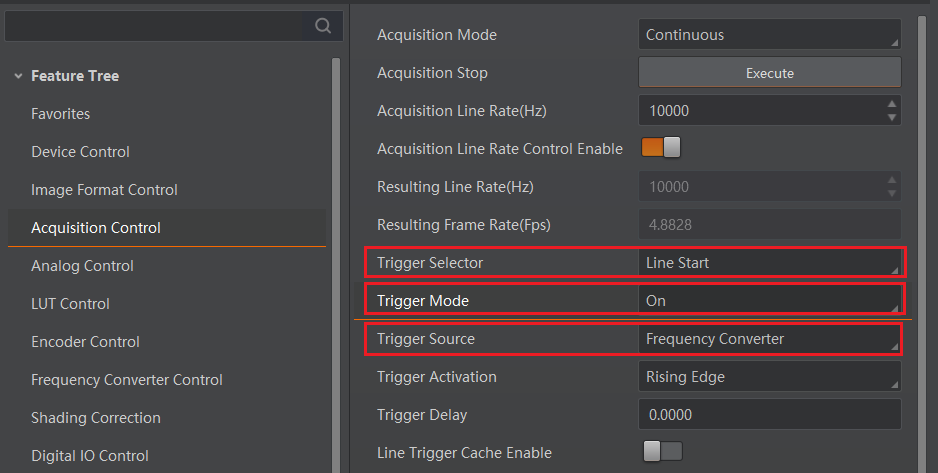 Feature Tree
Favorites
Device Control
Image Format Control
Acquisition Control
Analog Control
LUT Control
Encoder Control
Frequency Converter Control
Shading Correction
Digital IO Control
Acquisition Mode Continuous
Acquisition Stop Execute
Acquisition Line Rate(Hz) 10000
Acquisition Line Rate Control Enable
Resulting Line Rate(Hz) 10000
Resulting Frame Rate(Fps) 4.8828
Trigger Selector Line Start
Trigger Mode On
Trigger Source Frequency Converter
Trigger Activation Rising Edge
Trigger Delay 0.0000
Line Trigger Cache Enable